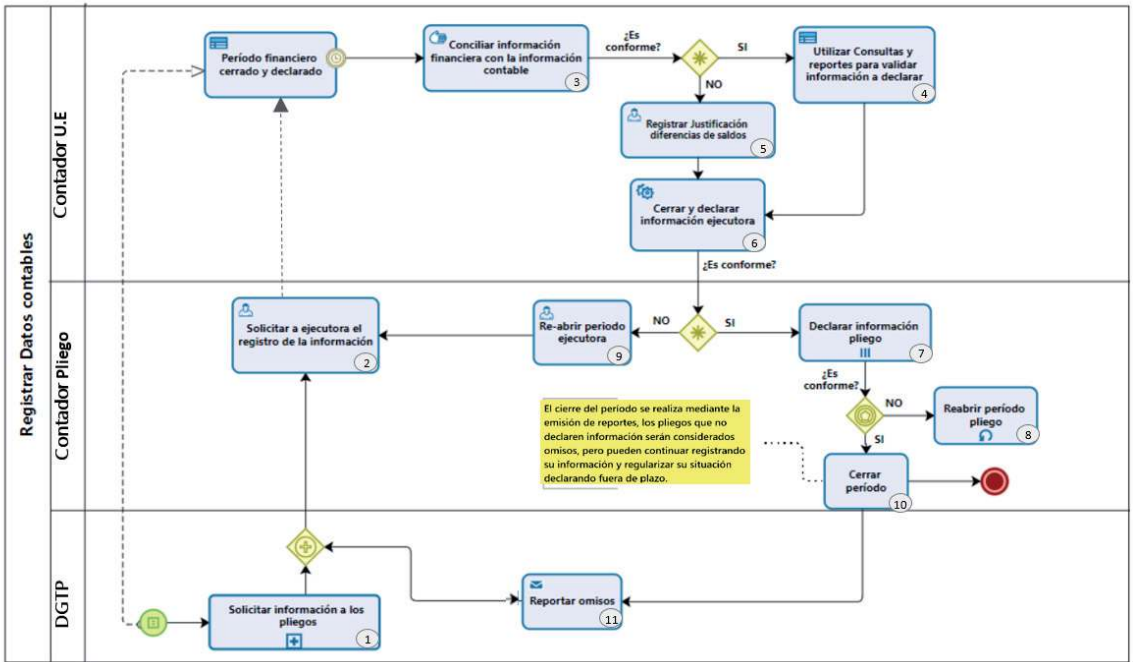 Registrar Datos contables
Contador U.E
Período financiero
cerrado y declarado
Conciliar información
financiera con la información
contable
3
¿Es
conforme?
SI
NO
Utilizar Consultas y
reportes para validar
información a declarar
4
Registrar Justificación
diferencias de saldos
5
Cerrar y declarar
información ejecutora
6
¿Es conforme?
Contador Pliego
Solicitar a ejecutora el
registro de la información
2
Re-abrir periodo
ejecutora
9
NO
SI
Declarar información
pliego
7
¿Es
conforme?
NO
SI
Reabrir período
pliego
8
El cierre del periodo se realiza mediante la
emisión de reportes, los pliegos que no
declaren información serán considerados
omisos, pero pueden continuar registrando
su información y regularizar su situación
declarando fuera de plazo.
Cerrar
período
10
DGTP
Solicitar información a los
pliegos
1
Reportar omisos
11